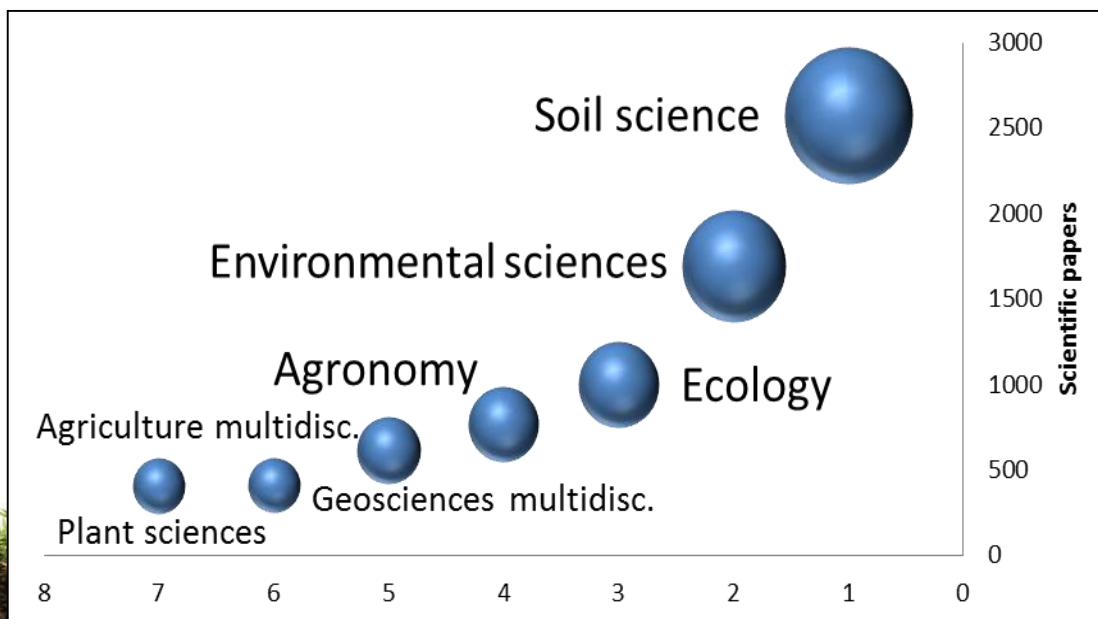 3000
Soil science
2500
2000
Environmental sciences
1500
Scientific papers
Agronomy
1000
Ecology
Agriculture multidisc.
500
Geosciences multidisc.
Plant sciences
0
8 7 6 5 4 3 2 1 0